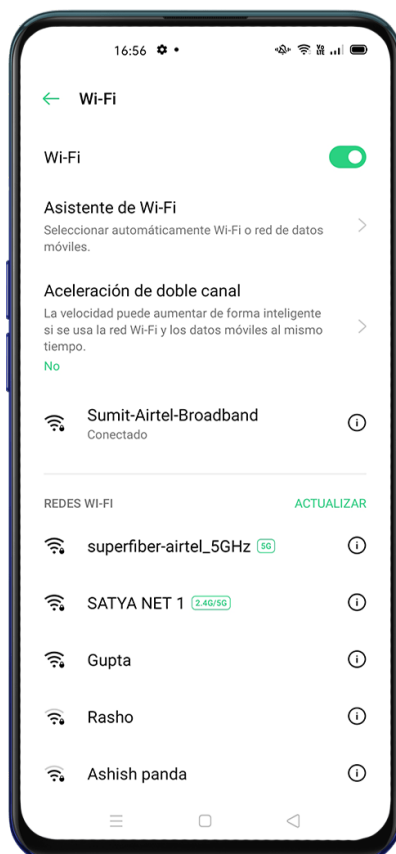 16:56
Vo
LTE
Wi-Fi
Wi-Fi
Asistente de Wi-Fi
Seleccionar automáticamente Wi-Fi o red de datos
móviles.
Aceleración de doble canal
La velocidad puede aumentar de forma inteligente
si se usa la red Wi-Fi y los datos móviles al mismo
tiempo.
No
Sumit-Airtel-Broadband
Conectado
REDES WI-FI ACTUALIZAR
superfiber-airtel_5GHz 5G
SATYA NET 1 2.4G/5G
Gupta
Rasho
Ashish panda